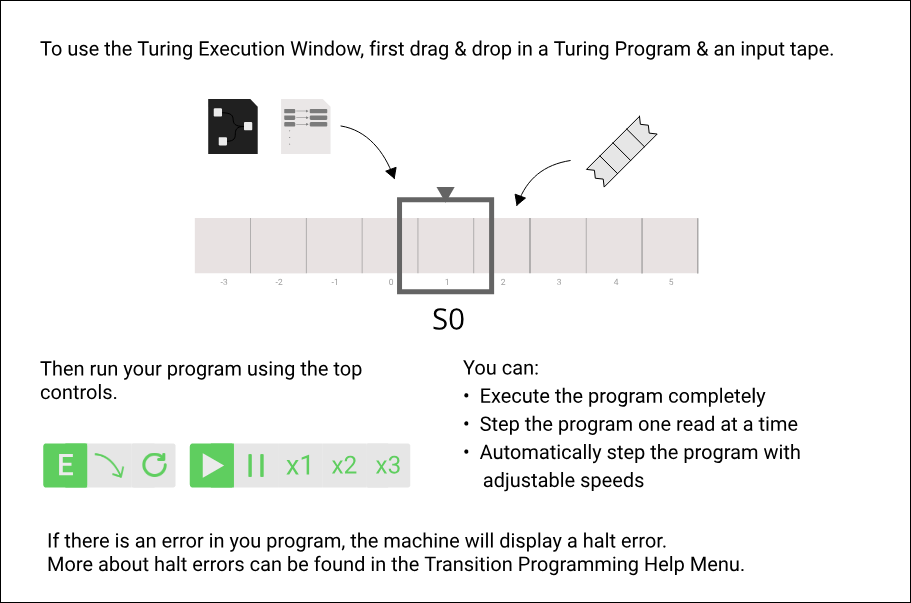 To use the Turing Execution Window, first drag & drop in a Turing Program & an input tape.
-3 -2 -1 0 1 2 3 4 5
S0
Then run your program using the top
controls.
E x1 x2 x3
You can:
• Execute the program completely
• Step the program one read at a time
• Automatically step the program with
adjustable speeds
If there is an error in you program, the machine will display a halt error.
More about halt errors can be found in the Transition Programming Help Menu.